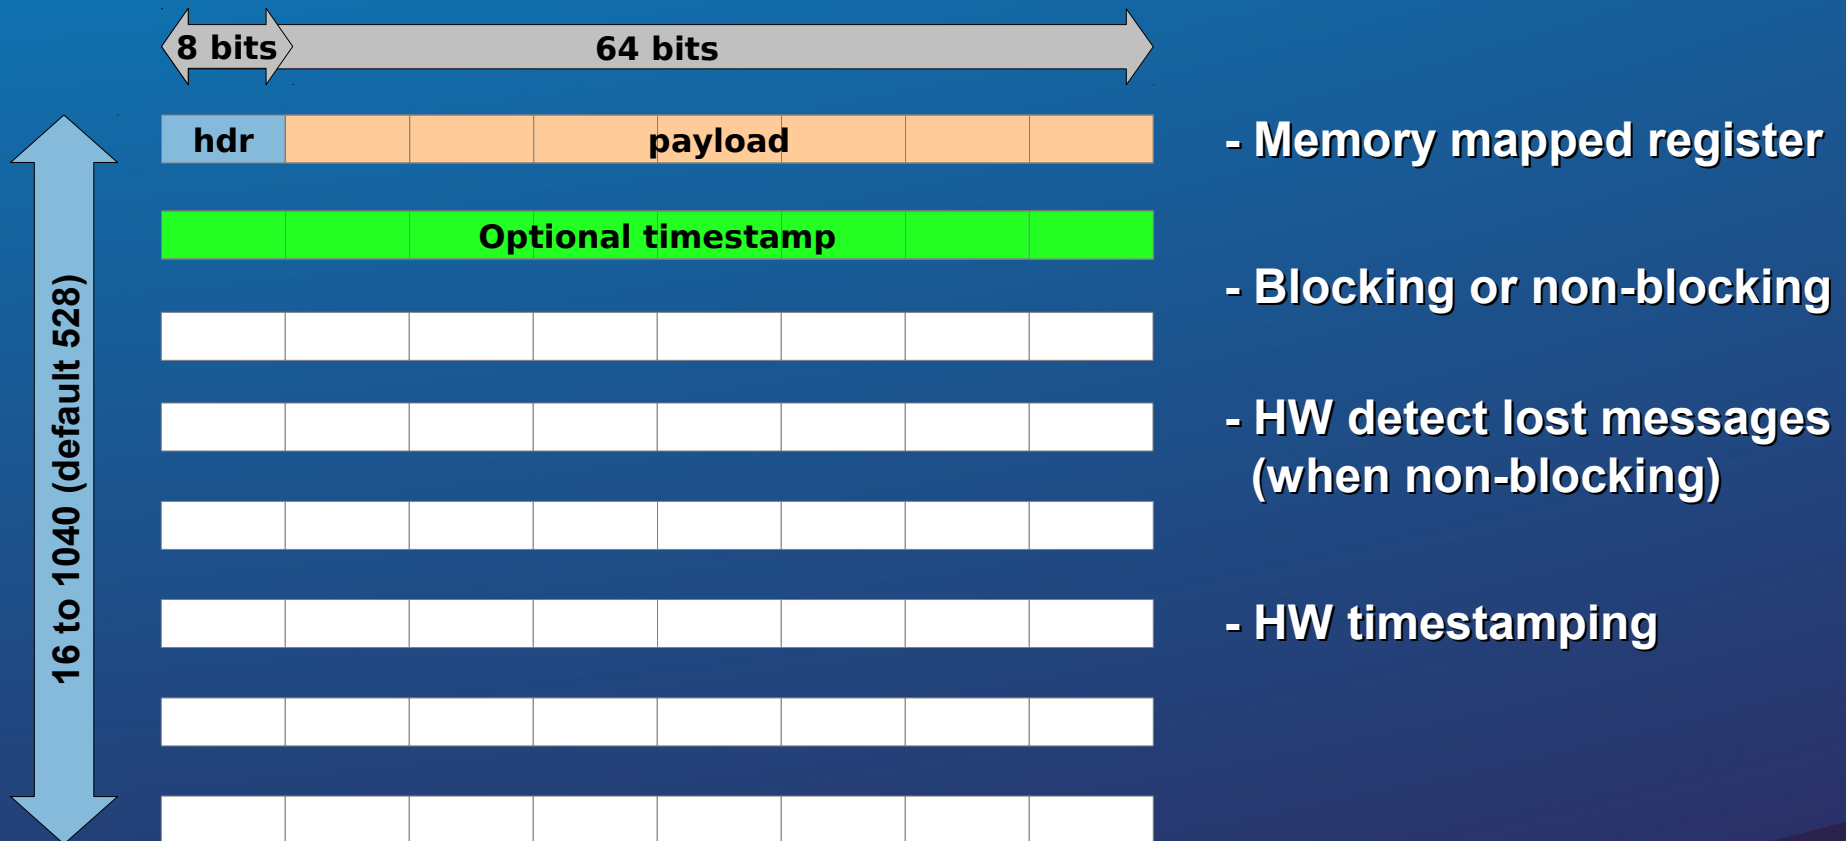 8 bits
64 bits
hdr
payload
Optional timestamp
16 to 1040 (default 528)
- Memory mapped register
- Blocking or non-blocking
- HW detect lost messages
(when non-blocking)
- HW timestamping